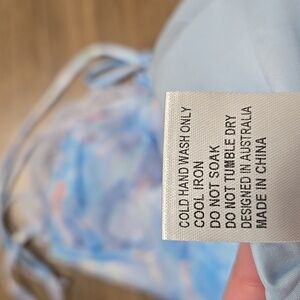 COLD HAND WASH ONLY
COOL IRON
DO NOT SOAK
DO NOT TUMBLE DRY
DESIGNED IN AUSTRALIA
MADE IN CHINA